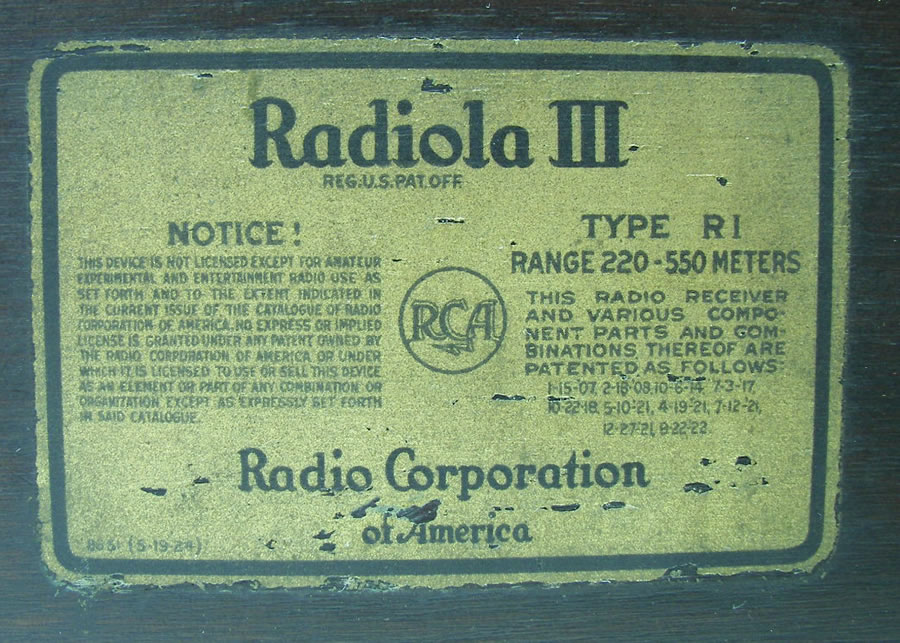 Radiola III
REG. U.S. PAT. OFF.
NOTICE!
THIS DEVICE IS NOT LICENSED EXCEPT FOR AMATEUR
EXPERIMENTAL AND ENTERTAINMENT RADIO USE AS
SET FORTH AND TO THE EXTENT INDICATED IN
THE CURRENT ISSUE OF THE CATALOGUE OF RADIO
CORPORATION OF AMERICA. NO EXPRESS OR IMPLIED
LICENSE IS GRANTED UNDER ANY PATENT OWNED BY
THE RADIO CORPORATION OF AMERICA OR UNDER
WHICH IT IS LICENSED TO USE OR SELL THIS DEVICE
AS AN ELEMENT OR PART OF ANY COMBINATION OR
ORGANIZATION EXCEPT AS EXPRESSLY SET FORTH
IN SAID CATALOGUE.
RCA
TYPE RI
RANGE 220-550 METERS
THIS RADIO RECEIVER
AND VARIOUS COMPO-
NENT PARTS AND COM-
BINATIONS THEREOF ARE
PATENTED AS FOLLOWS
1-15-07, 2-18-08, 10-6-14, 7-3-17,
10-22-18, 5-10-21, 4-19-21, 7-12-21,
12-27-21, 8-22-22.
Radio Corporation
of America
(5-19-24)